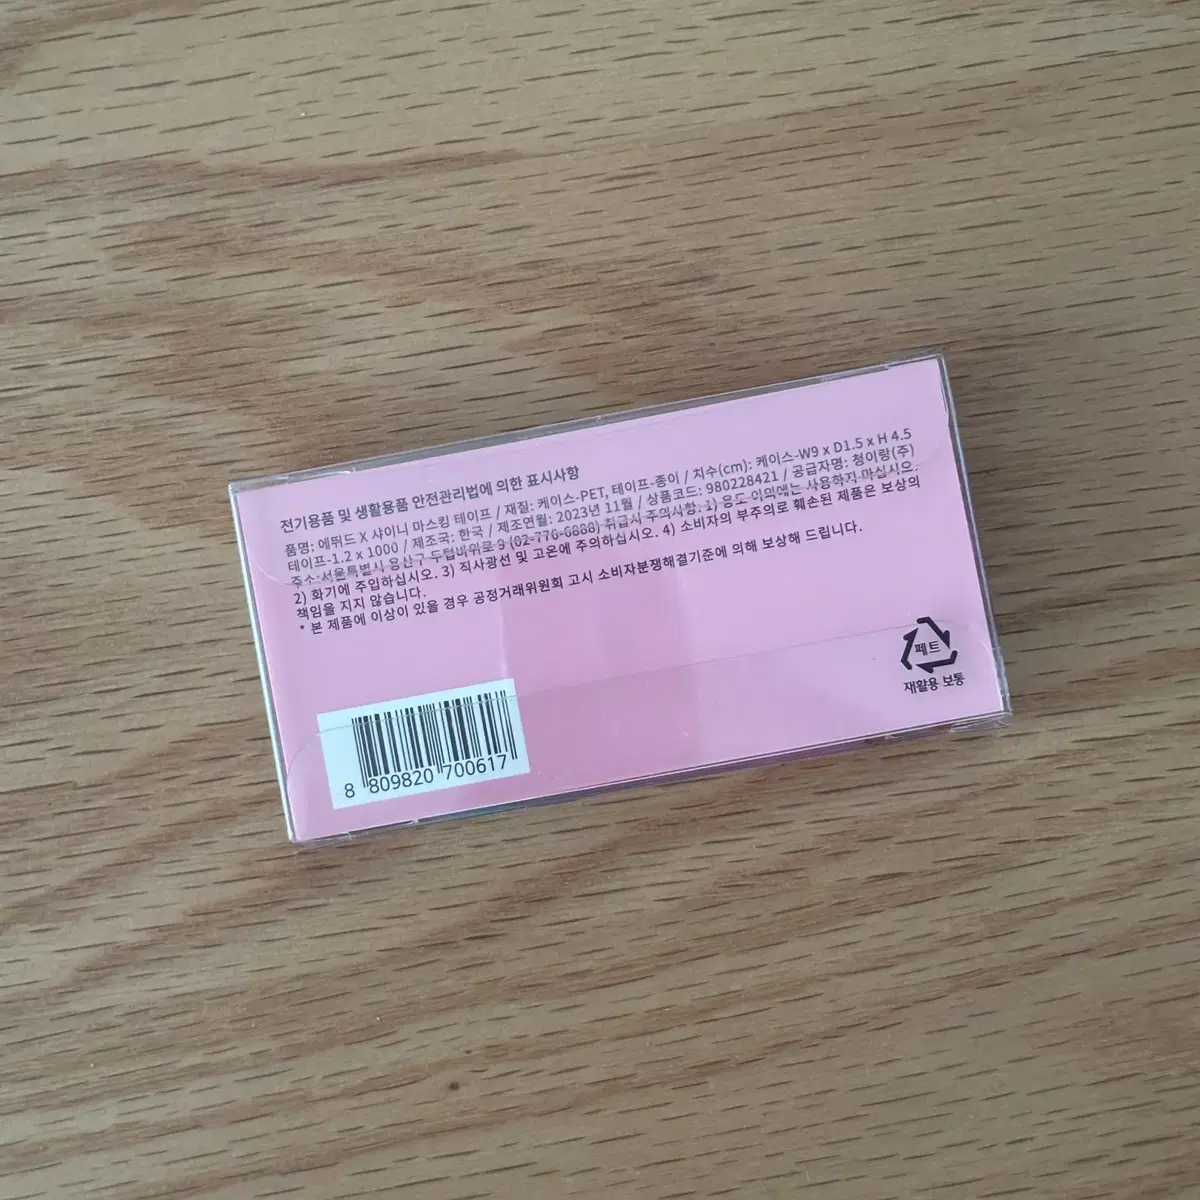 전기용품 및 생활용품 안전관리법에 의한 표시사항
품명: 에뛰드 X 샤이니 마스킹 테이프 / 재질: 케이스-PET, 테이프-종이 / 치수(cm): 케이스-W9 x D1.5 x H 4.5
테이프-1.2 x 1000 / 제조국: 한국 / 제조연월: 2023년 11월 / 상품코드: 980228421 / 공급자명: 청이랑(주)
주소:서울특별시 용산구 두텁바위로 9 (02-776-6888) 취급시 주의사항: 1) 용도 이외에는 사용하지 마십시오.
2) 화기에 주입하십시오. 3) 직사광선 및 고온에 주의하십시오. 4) 소비자의 부주의로 훼손된 제품은 보상의
책임을 지지 않습니다.
* 본 제품에 이상이 있을 경우 공정거래위원회 고시 소비자분쟁해결기준에 의해 보상해 드립니다.
페트
재활용 보통
8 809820 700617